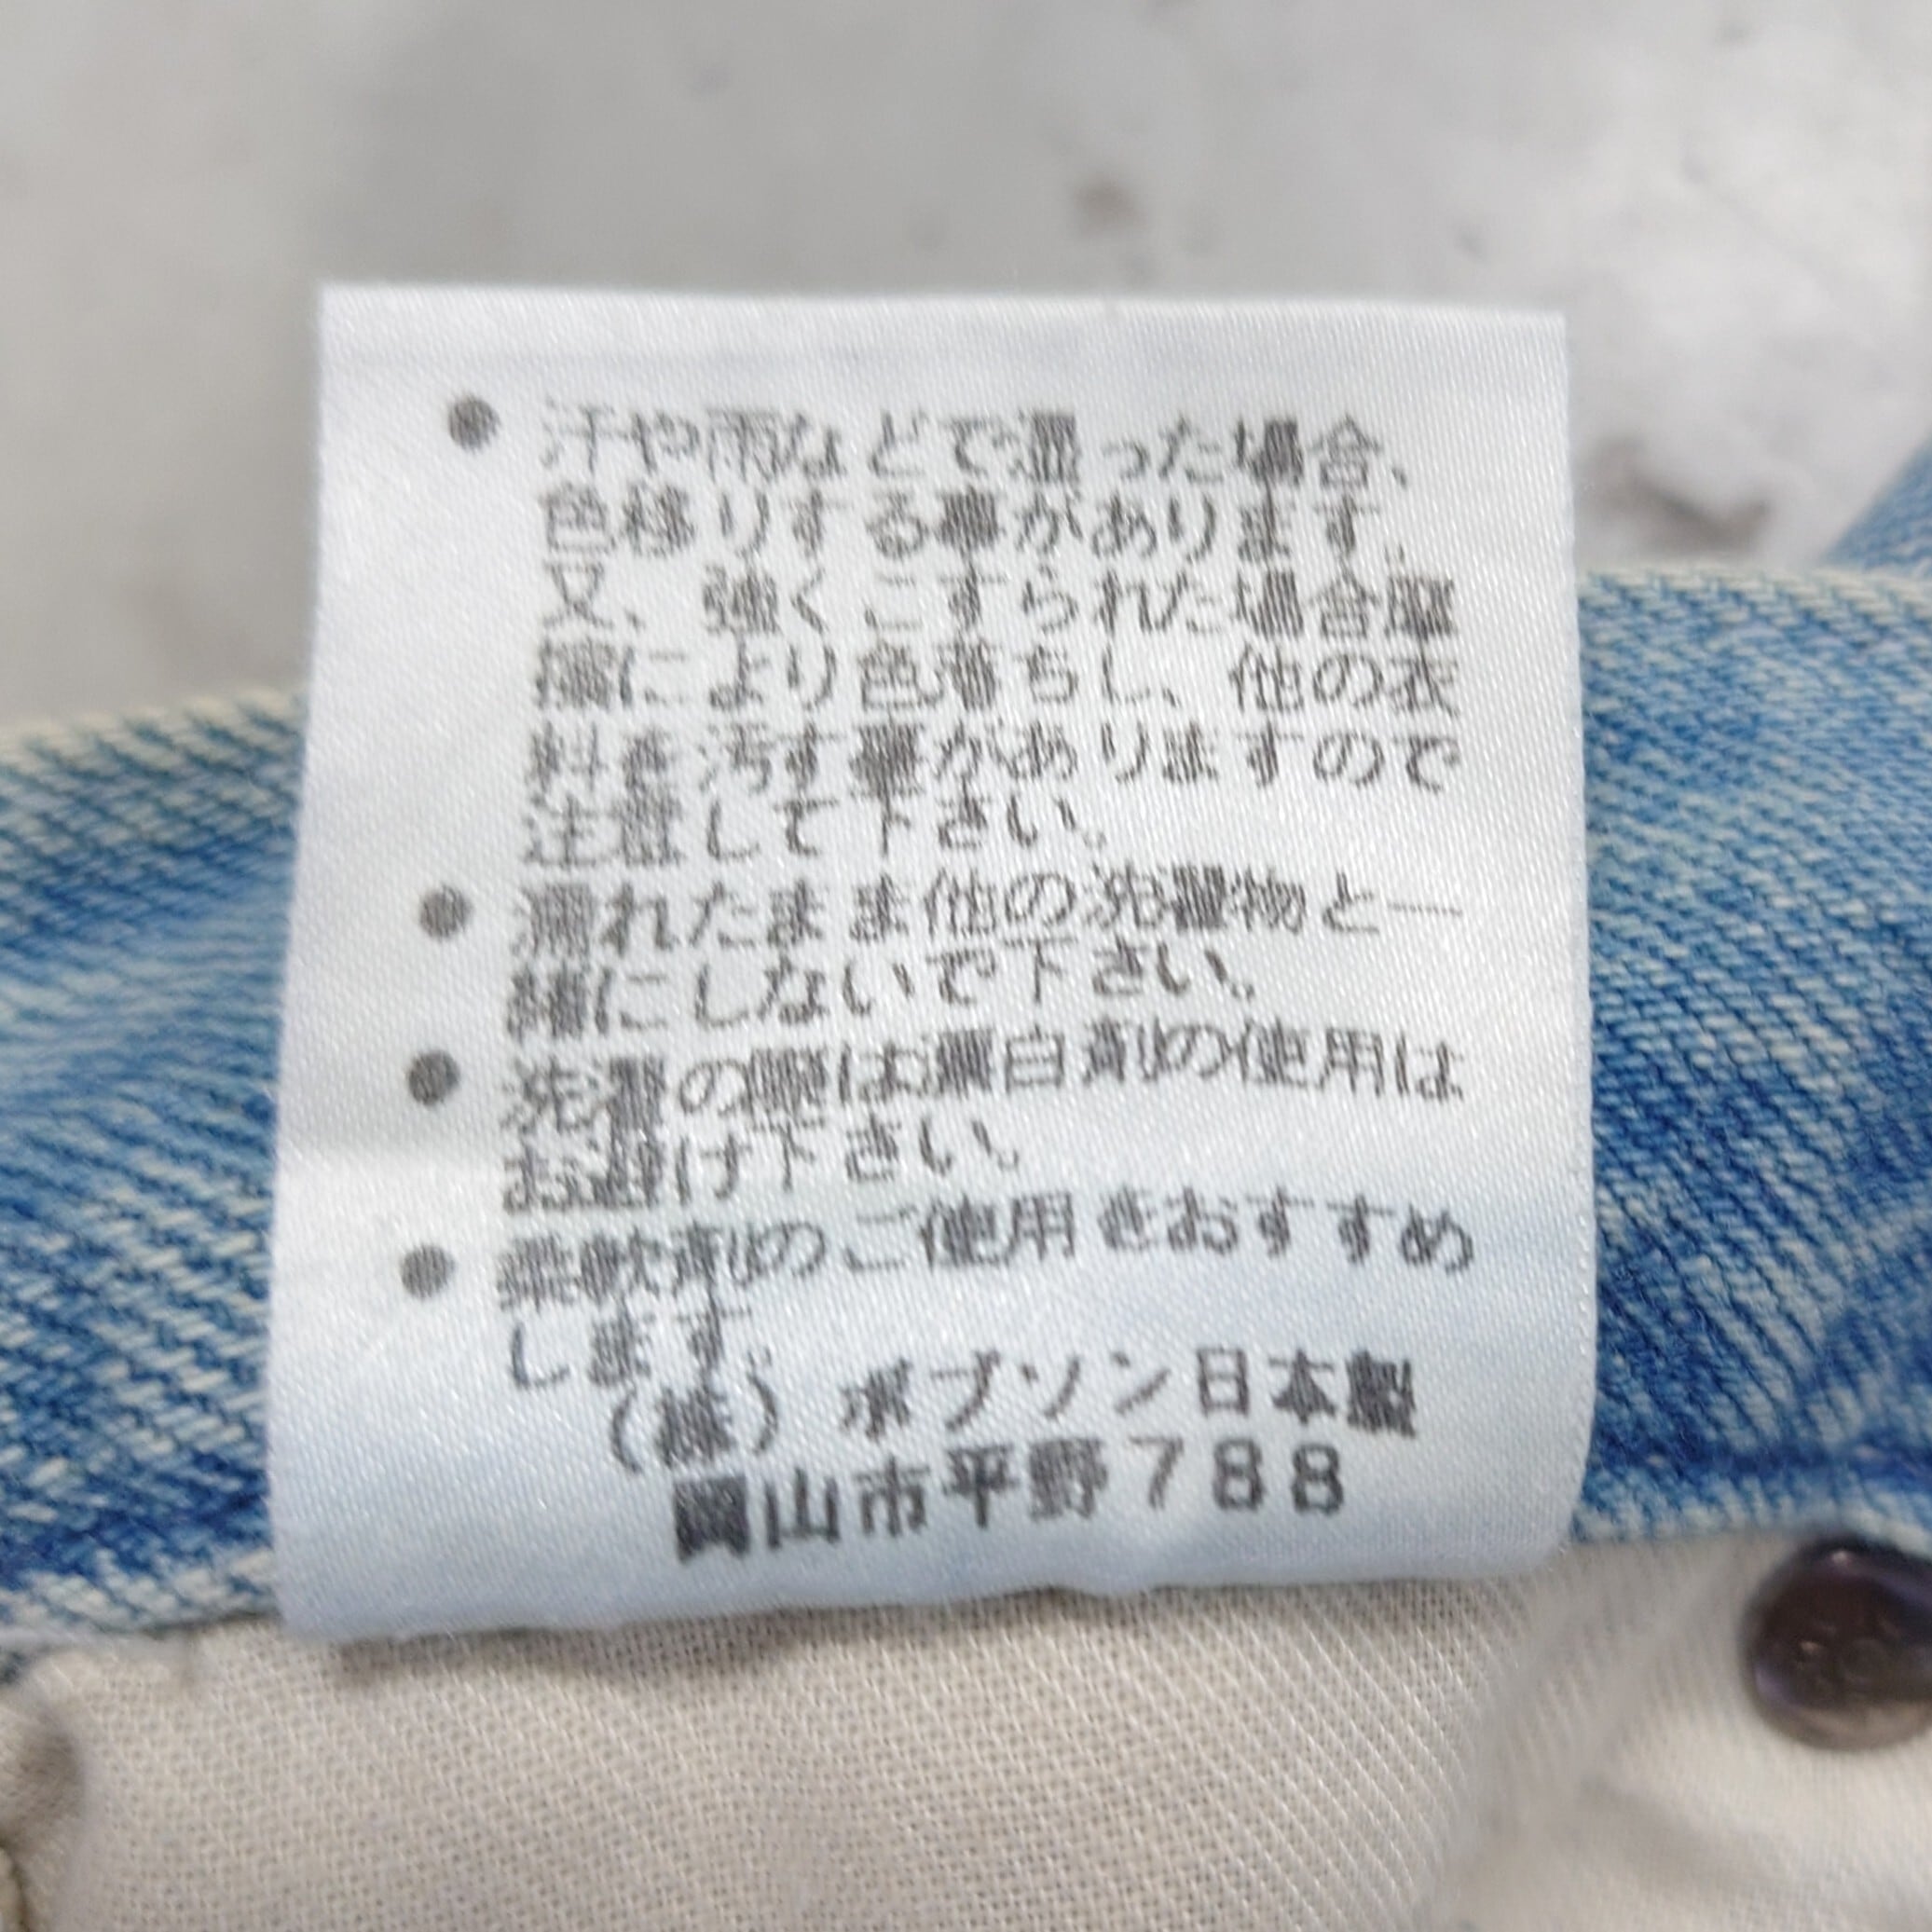 ● 汗や雨などで湿った場合、
色移りする事があります。
又、強くこすられた場合摩
擦により色落ちし、他の衣
料を汚す事がありますので
注意して下さい。
● 濡れたまま他の洗濯物と一
緒にしないで下さい。
● 洗濯の際は漂白剤の使用は
お避け下さい。
● 柔軟剤のご使用をおすすめ
します。
(株)ボブソン日本製
岡山市平野788